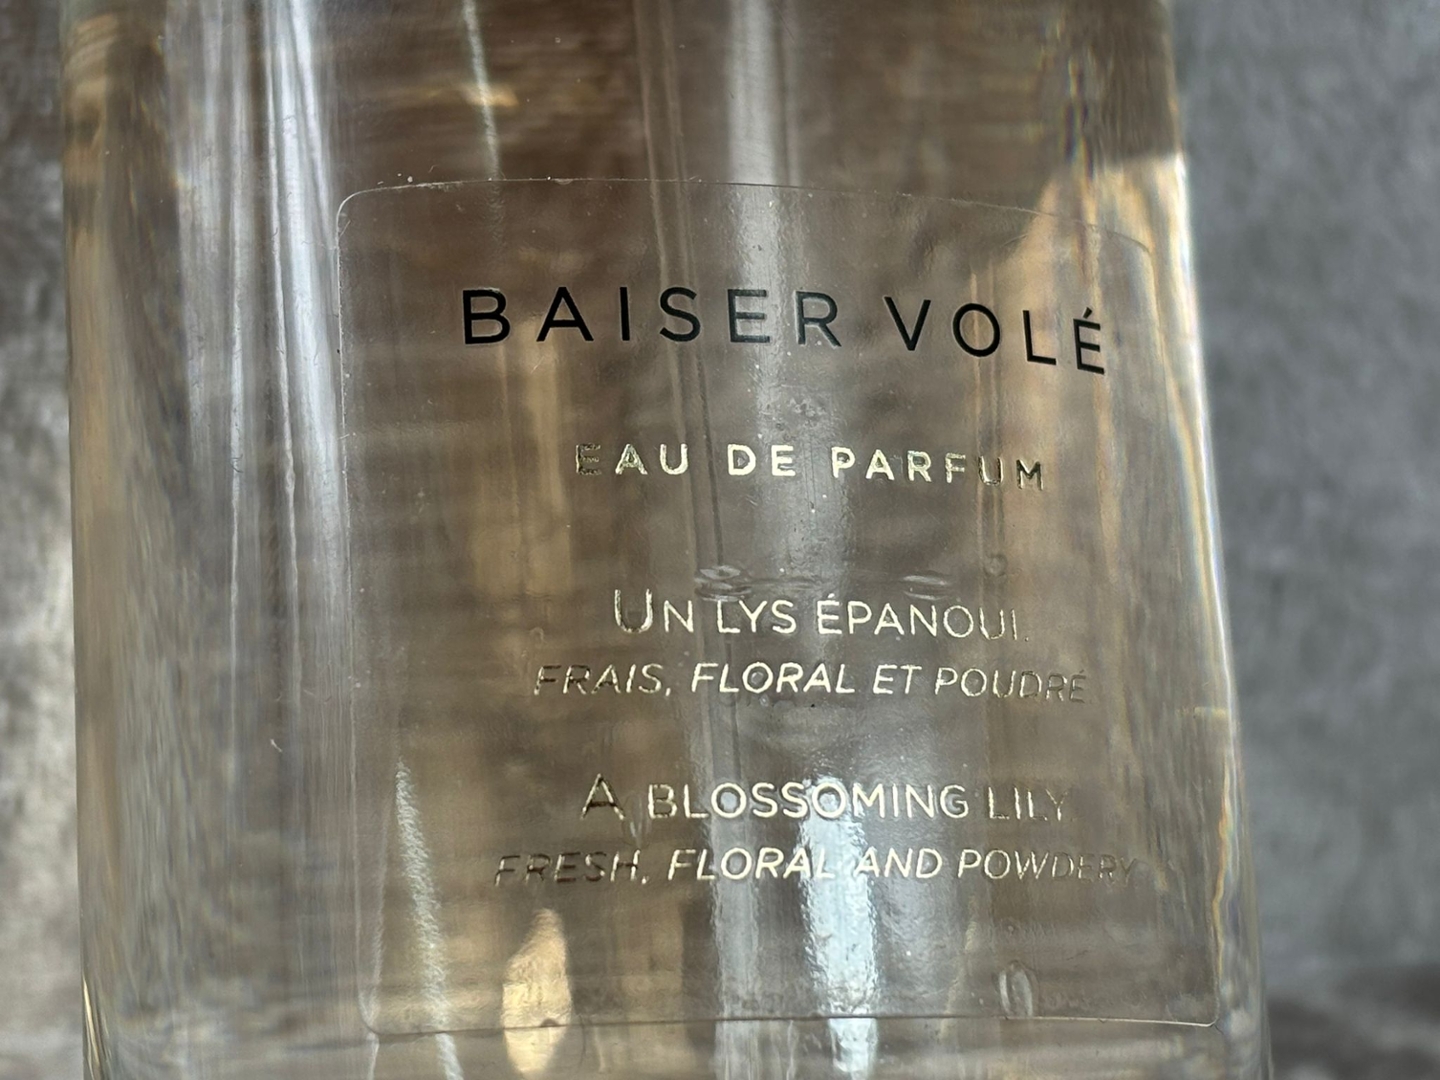 BAISER VOLÉ
EAU DE PARFUM
UN LYS ÉPANOUI.
FRAIS, FLORAL ET POUDRÉ
A BLOSSOMING LILY
FRESH, FLORAL AND POWDERY